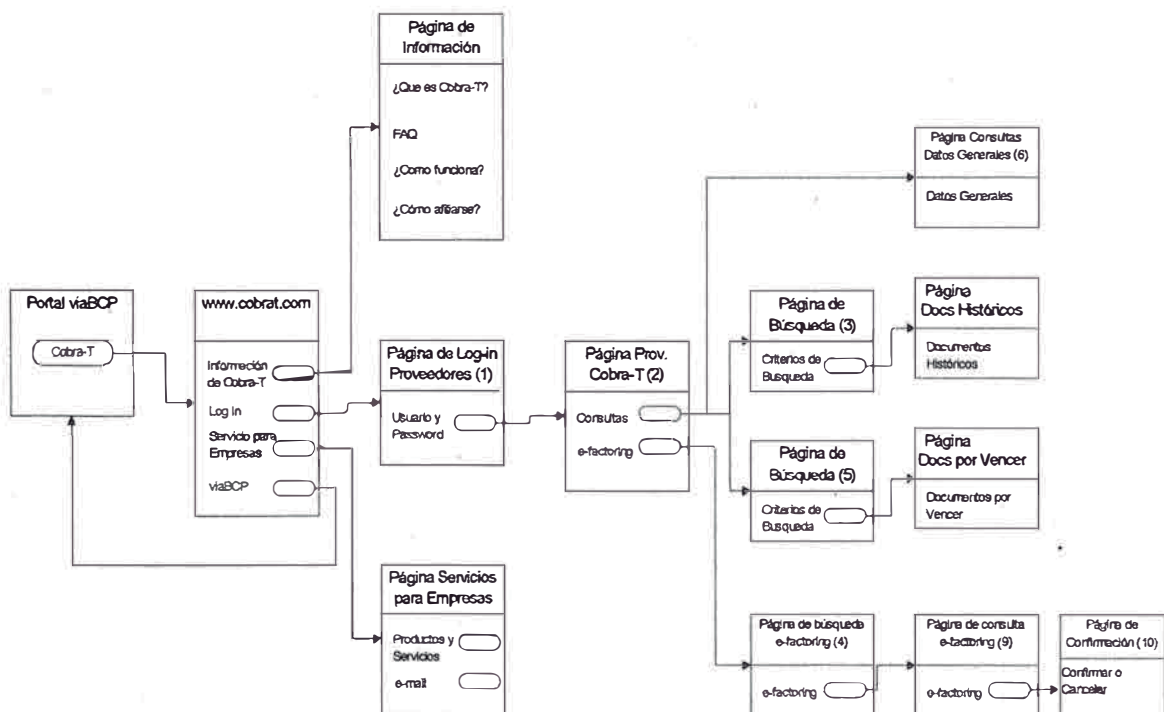 Página de
Información
¿Que es Cobra-T?
FAQ
¿Como funciona?
¿Cómo afiliarse?
Página Consultas
Datos Generales (6)
Datos Generales
Portal viaBCP
Cobra-T
www.cobrat.com
Información
de Cobra-T
Log In
Servicio para
Empresas
viaBCP
Página de Log-in
Proveedores (1)
Usuario y
Password
Página Prov.
Cobra-T (2)
Consultas
e-factoring
Página de
Búsqueda (3)
Criterios de
Busqueda
Página
Docs Históricos
Documentos
Históricos
Página de
Búsqueda (5)
Criterios de
Busqueda
Página
Docs por Vencer
Documentos por
Vencer
Página Servicios
para Empresas
Productos y
Servicios
e-mail
Página de búsqueda
e-factoring (4)
e-factoring
Página de consulta
e-factoring (9)
e-factoring
Página de
Confirmación (10)
Confirmar o
Cancelar